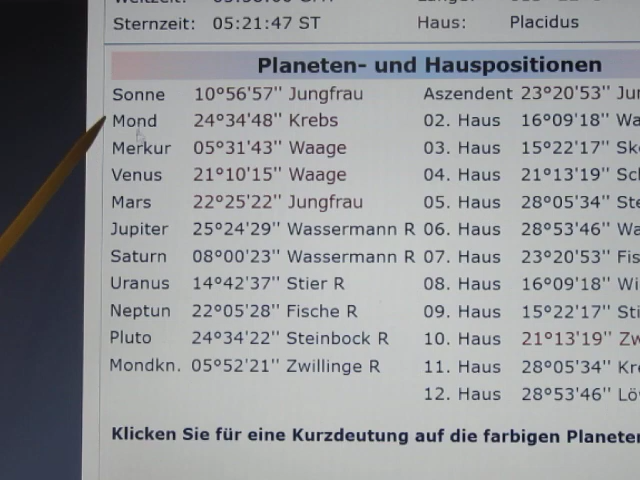 Sternzeit: 05:21:47 ST Haus: Placidus
Planeten- und Hauspositionen
Sonne 10°56'57" Jungfrau Aszendent 23°20'53"
Mond 24°34'48" Krebs 02. Haus 16°09'18"
Merkur 05°31'43" Waage 03. Haus 15°22'17"
Venus 21°10'15" Waage 04. Haus 21°13'19"
Mars 22°25'22" Jungfrau 05. Haus 28°05'34"
Jupiter 25°24'29" Wassermann R 06. Haus 28°53'46"
Saturn 08°00'23" Wassermann R 07. Haus 23°20'53"
Uranus 14°42'37" Stier R 08. Haus 16°09'18"
Neptun 22°05'28" Fische R 09. Haus 15°22'17"
Pluto 24°34'22" Steinbock R 10. Haus 21°13'19"
Mondkn. 05°52'21" Zwillinge R 11. Haus 28°05'34"
12. Haus 28°53'46"
Klicken Sie für eine Kurzdeutung auf die farbigen